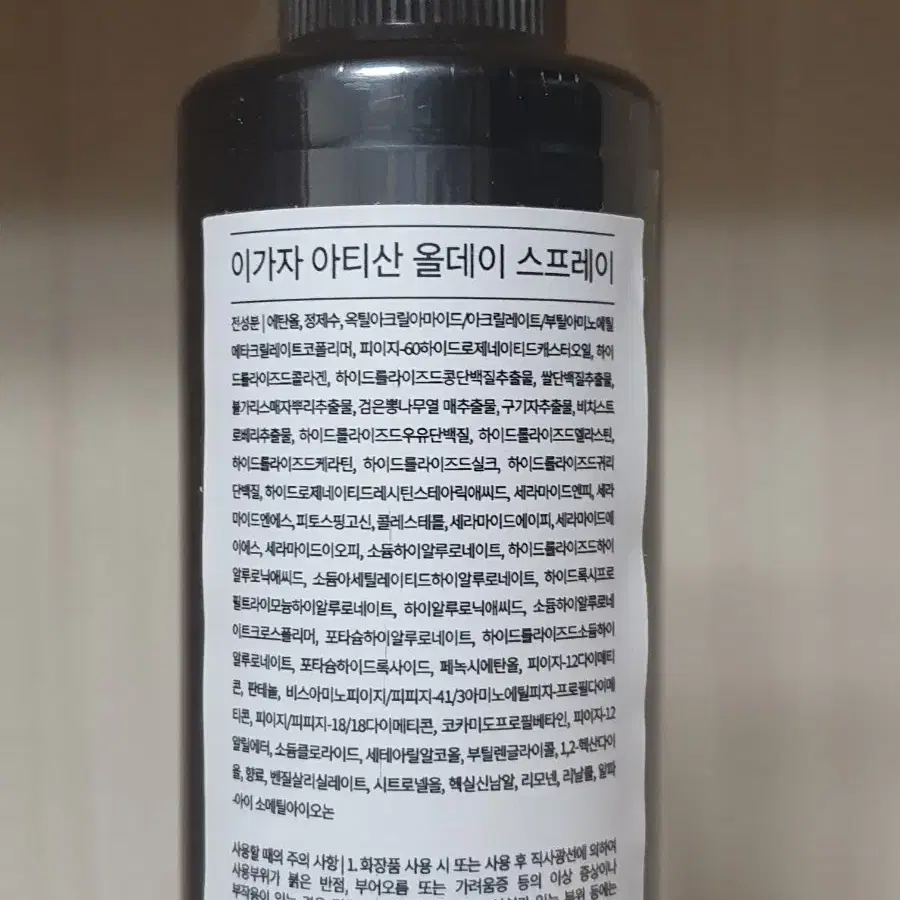 이가자 아티산 올데이 스프레이
전성분 | 에탄올, 정제수, 옥틸아크릴아마이드/아크릴레이트/부틸아미노에틸
메타크릴레이트코폴리머, 피이지-60하이드로제네이티드캐스터오일, 하이
드롤라이즈드콜라겐, 하이드롤라이즈드콩단백질추출물, 쌀단백질추출물,
불가리스매자뿌리추출물, 검은뽕나무열 매추출물, 구기자추출물, 비치스트
로베리추출물, 하이드롤라이즈드우유단백질, 하이드롤라이즈드엘라스틴,
하이드롤라이즈드케라틴, 하이드롤라이즈드실크, 하이드롤라이즈드귀리
단백질, 하이드로제네이티드레시틴스테아릭애씨드, 세라마이드엔피, 세라
마이드엔에스, 피토스핑고신, 콜레스테롤, 세라마이드에이피, 세라마이드에
이에스, 세라마이드이오피, 소듐하이알루로네이트, 하이드롤라이즈드하이
알루로닉애씨드, 소듐아세틸레이티드하이알루로네이트, 하이드록시프로
필트라이모늄하이알루로네이트, 하이알루로닉애씨드, 소듐하이알루로네
이트크로스폴리머, 포타슘하이알루로네이트, 하이드롤라이즈드소듐하이
알루로네이트, 포타슘하이드록사이드, 페녹시에탄올, 피이지-12다이메티
콘, 판테놀, 비스아미노피이지/피피지-41/3아미노에틸피자-프로필다이메
티콘, 피이지/피피지-18/18다이메티콘, 코카미도프로필베타인, 피이자-12
알릴에터, 소듐클로라이드, 세테아릴알코올, 부틸렌글라이콜, 1,2-헥산다이
올, 향료, 벤질살리실레이트, 시트로넬올, 헥실신남알, 리모넨, 리날룰, 알파
-아이 소메틸아이오논
사용할 때의 주의 사항 | 1. 화장품 사용 시 또는 사용 후 직사광선에 의하여
사용부위가 붉은 반점, 부어오름 또는 가려움증 등의 이상 증상이나
부작용이 있는